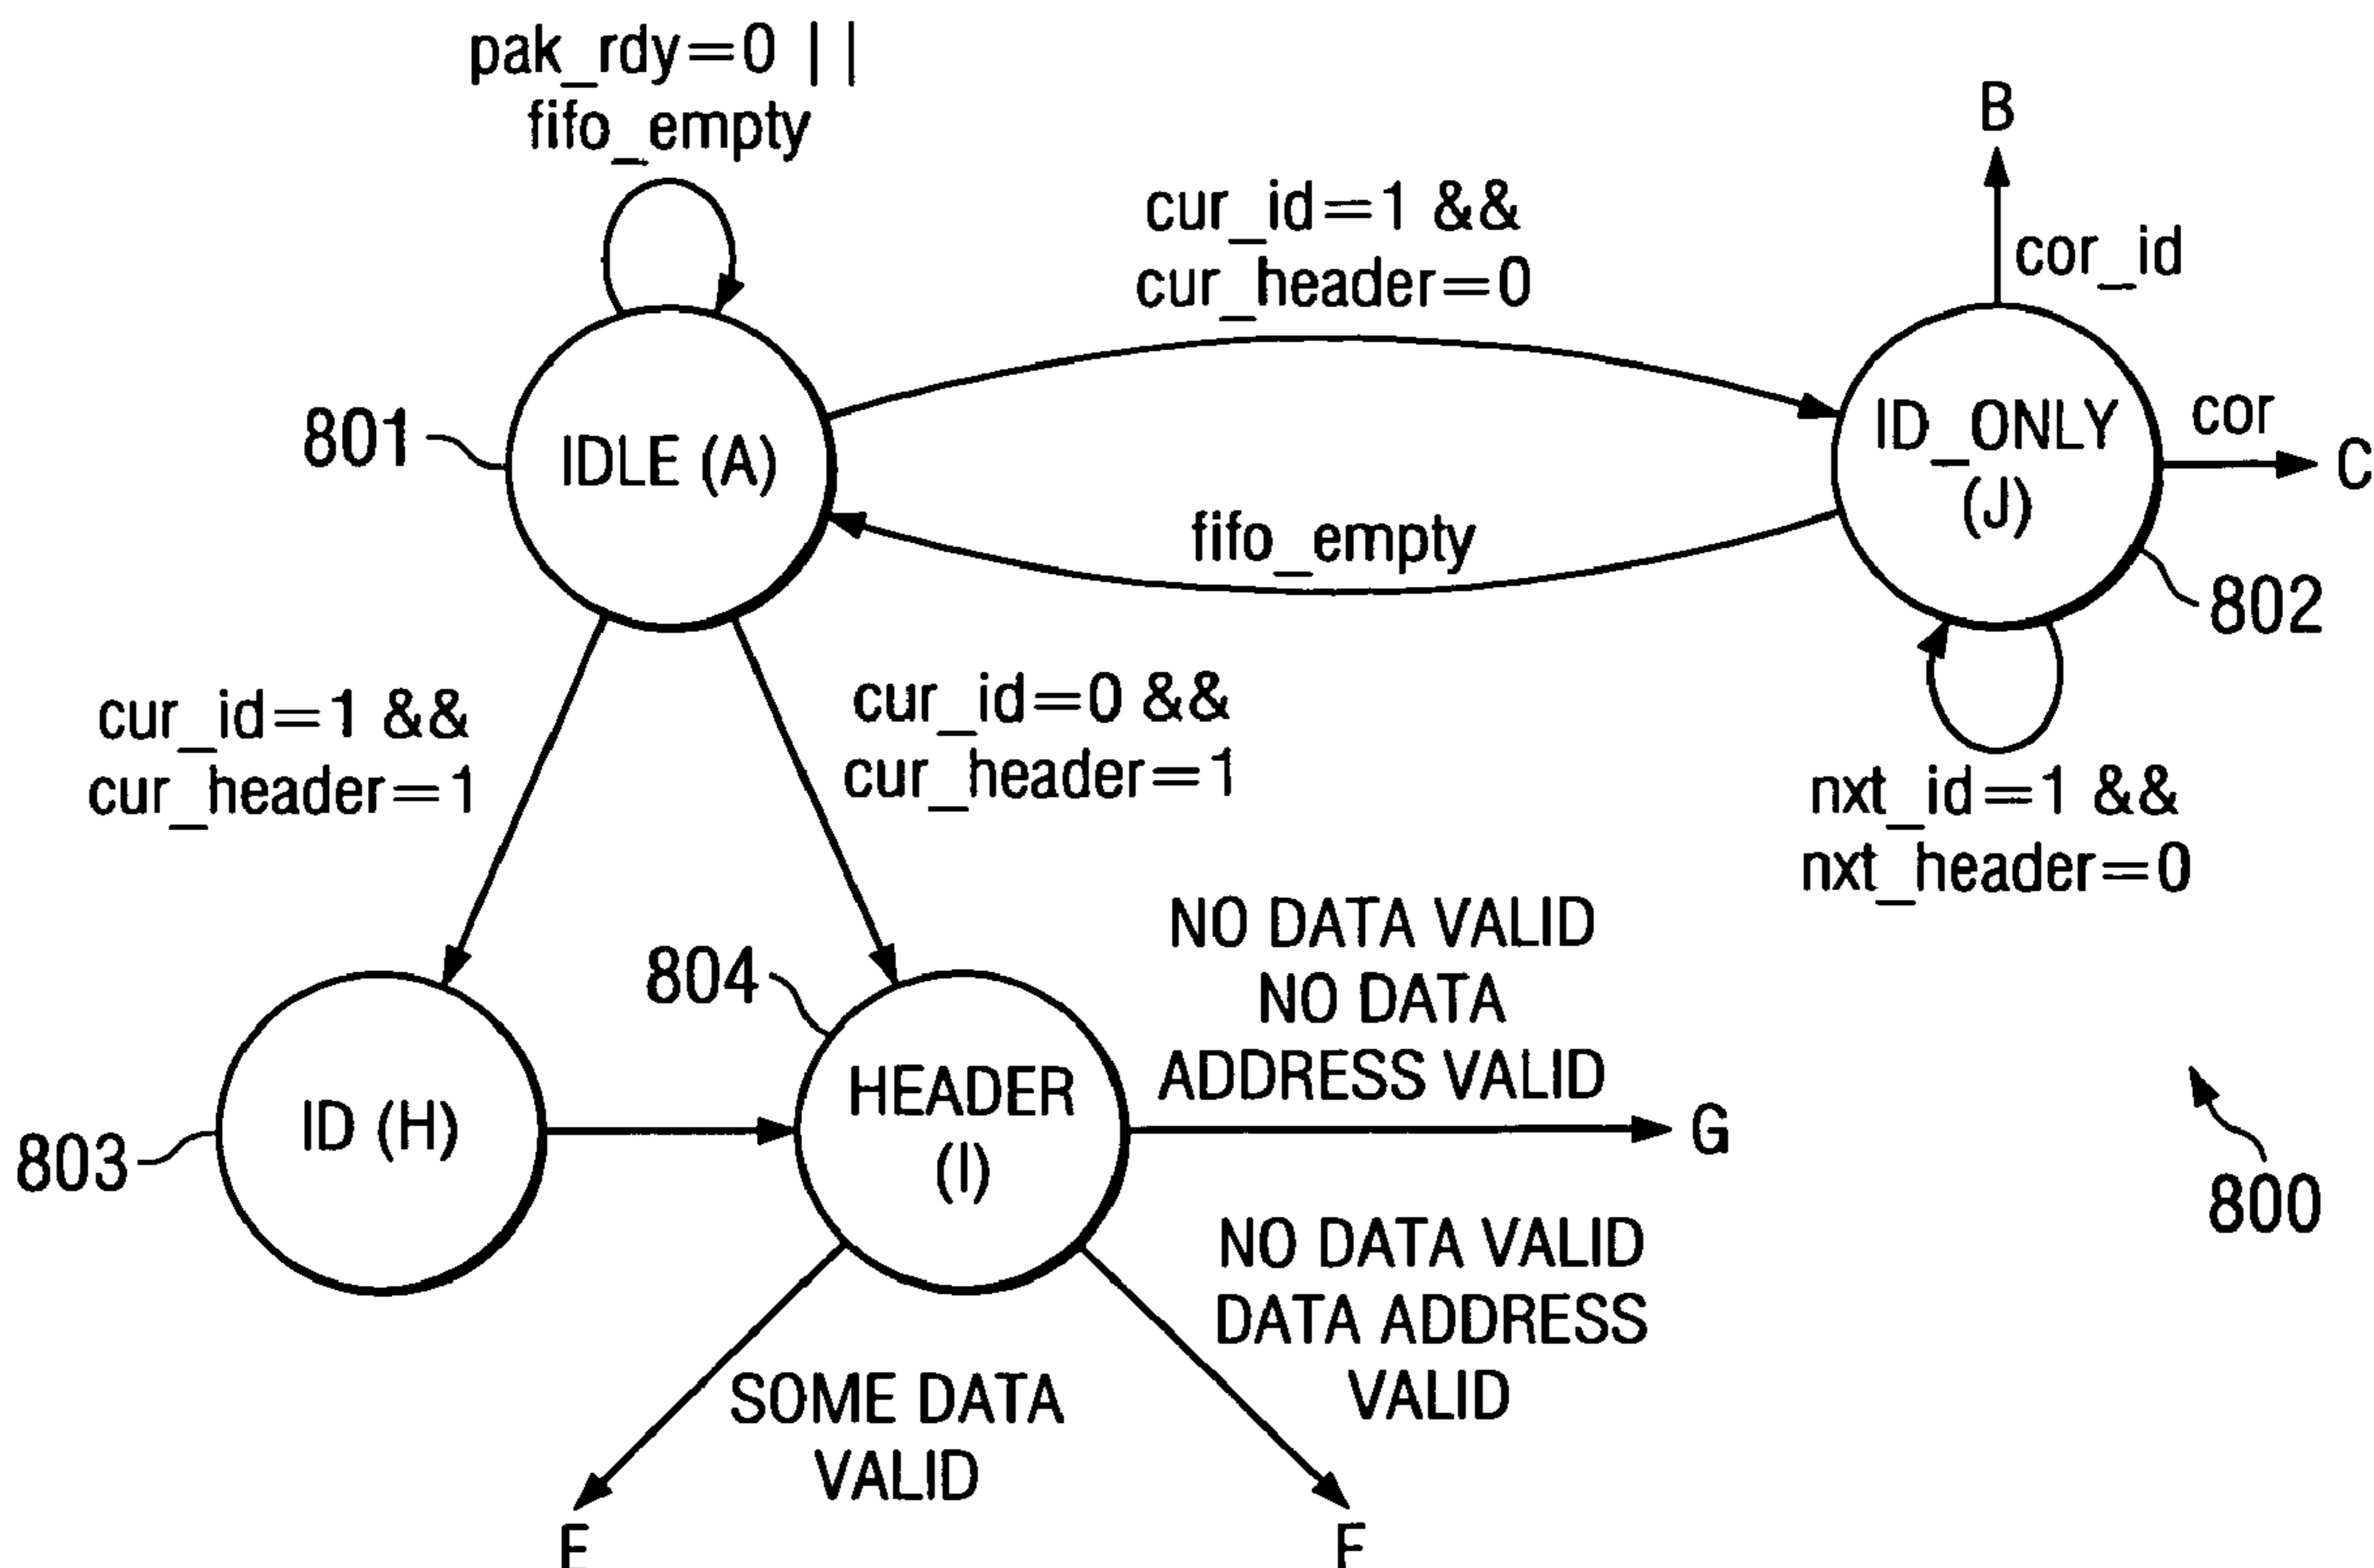 pak_rdy=0 ||
fifo_empty
B
cur_id=1 &&
cur_header=0
cor_id
801
IDLE (A)
ID_ONLY
(J)
cor
C
fifo_empty
802
cur_id=1 &&
cur_header=1
cur_id=0 &&
cur_header=1
nxt_id=1 &&
nxt_header=0
804
NO DATA VALID
NO DATA
ADDRESS VALID
803
ID (H)
HEADER
(I)
G
800
NO DATA VALID
DATA ADDRESS
VALID
SOME DATA
VALID